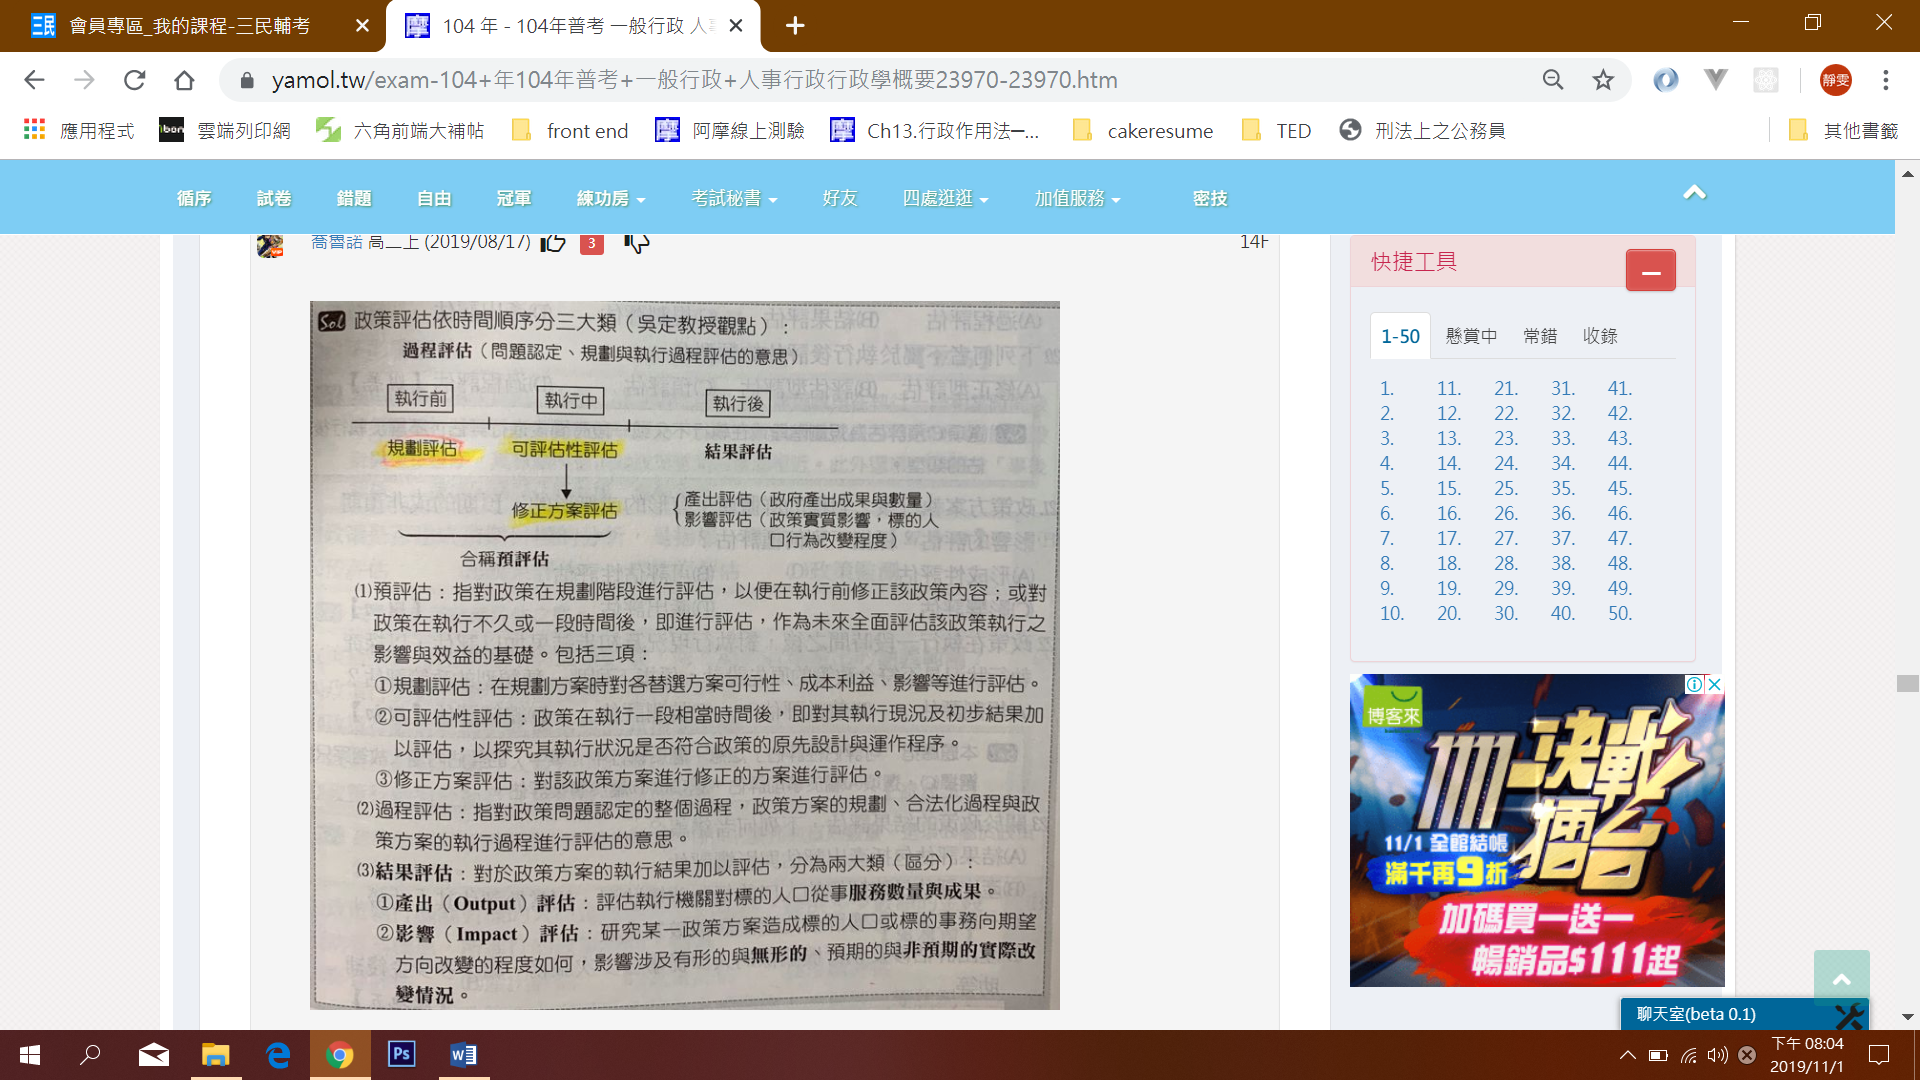 會員專區_我的課程-三民輔考
104 年 - 104年普考 一般行政 人
yamol.tw/exam-104+年104年普考+一般行政+人事行政行政學概要23970-23970.htm
靜雯
應用程式
ibon
雲端列印網
六角前端大補帖
front end
阿摩線上測驗
Ch13.行政作用法─...
cakeresume
TED
刑法上之公務員
其他書籤
循序
試卷
錯題
自由
冠軍
練功房
考試秘書
好友
四處逛逛
加值服務
密技
喬魯諾 高二上 (2019/08/17)
3
14F
Sol 政策評估依時間順序分三大類（吳定教授觀點）：
過程評估（問題認定、規劃與執行過程評估的意思）
執行前 執行中 執行後
規劃評估 可評估性評估 結果評估
修正方案評估
產出評估（政府產出成果與數量）
影響評估（政策實質影響，標的人
口行為改變程度）
合稱預評估
⑴預評估：指對政策在規劃階段進行評估，以便在執行前修正該政策內容；或對
政策在執行不久或一段時間後，即進行評估，作為未來全面評估該政策執行之
影響與效益的基礎。包括三項：
①規劃評估：在規劃方案時對各替選方案可行性、成本利益、影響等進行評估。
②可評估性評估：政策在執行一段相當時間後，即對其執行現況及初步結果加
以評估，以探究其執行狀況是否符合政策的原先設計與運作程序。
③修正方案評估：對該政策方案進行修正的方案進行評估。
⑵過程評估：指對政策問題認定的整個過程，政策方案的規劃、合法化過程與政
策方案的執行過程進行評估的意思。
⑶結果評估：對於政策方案的執行結果加以評估，分為兩大類（區分）：
①產出（Output）評估：評估執行機關對標的人口從事服務數量與成果。
②影響（Impact）評估：研究某一政策方案造成標的人口或標的事務向期望
方向改變的程度如何，影響涉及有形的與無形的、預期的與非預期的實際改
變情況。
快捷工具
1-50 懸賞中 常錯 收錄
1. 11. 21. 31. 41.
2. 12. 22. 32. 42.
3. 13. 23. 33. 43.
4. 14. 24. 34. 44.
5. 15. 25. 35. 45.
6. 16. 26. 36. 46.
7. 17. 27. 37. 47.
8. 18. 28. 38. 48.
9. 19. 29. 39. 49.
10. 20. 30. 40. 50.
博客來
1111決戰
擂台
11/1 全館結帳
滿千再9折
加碼買一送一
暢銷品$111起
聊天室(beta 0.1)
下午 08:04
2019/11/1